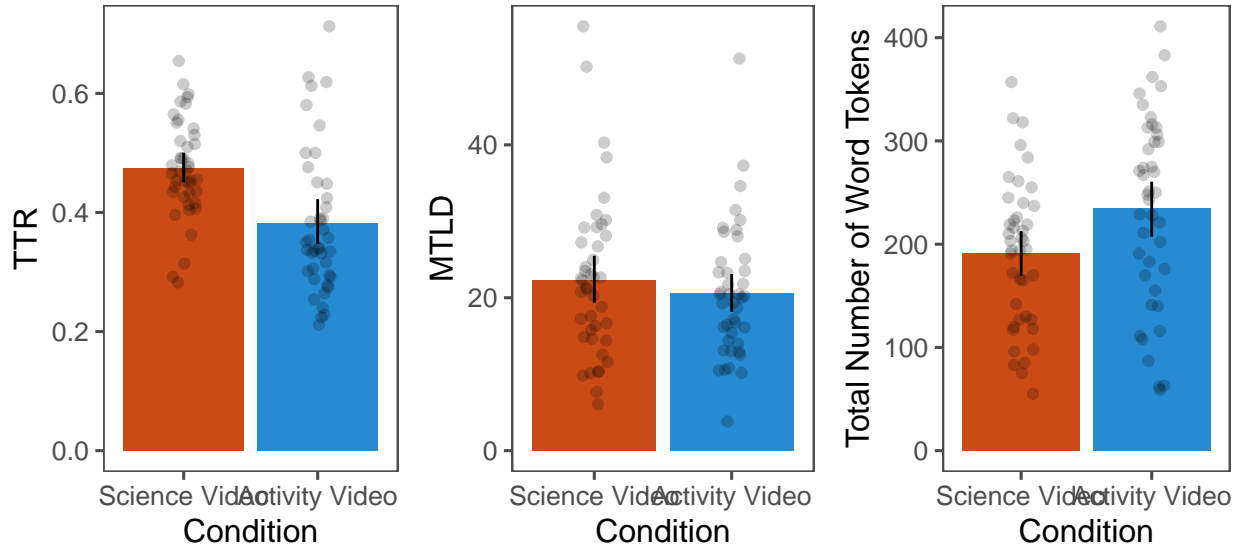 TTR
0.6
0.4
0.2
0.0
Science Video
Activity Video
Condition
MTLD
40
20
0
Science Video
Activity Video
Condition
Total Number of Word Tokens
400
300
200
100
0
Science Video
Activity Video
Condition